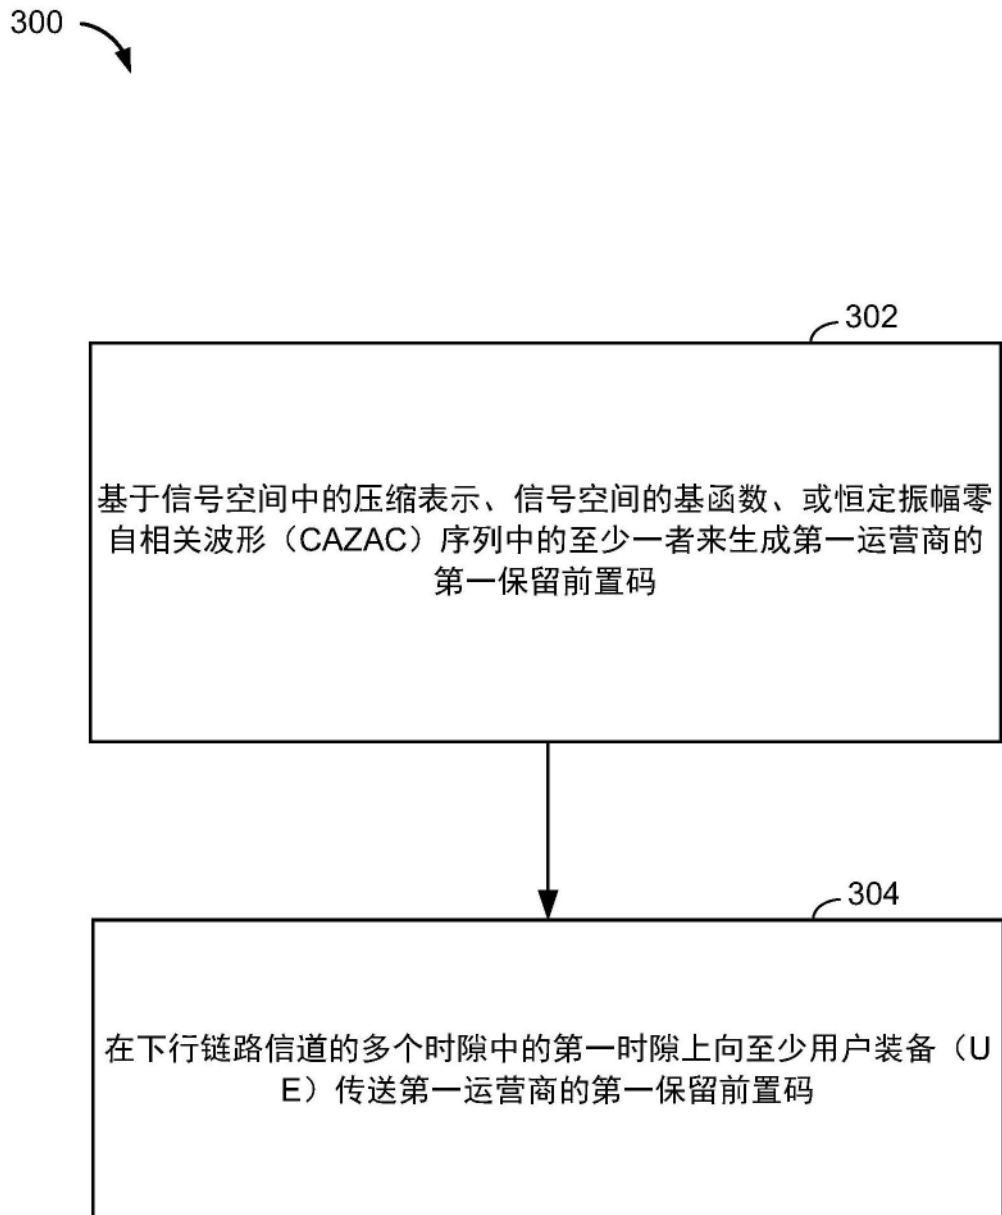 300
302
基于信号空间中的压缩表示、信号空间的基函数、或恒定振幅零
自相关波形（CAZAC）序列中的至少一者来生成第一运营商的
第一保留前置码
304
在下行链路信道的多个时隙中的第一时隙上向至少用户装备（U
E）传送第一运营商的第一保留前置码